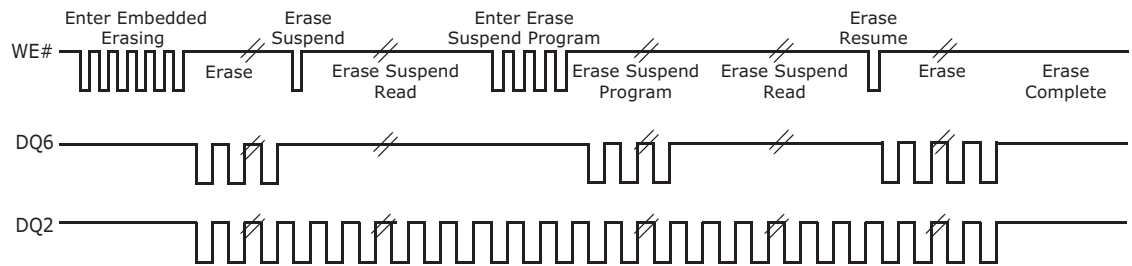 Enter Embedded
Erasing
Erase
Suspend
Enter Erase
Suspend Program
Erase
Resume
WE#
Erase
Erase Suspend
Read
Erase Suspend
Program
Erase Suspend
Read
Erase
Erase
Complete
DQ6
DQ2